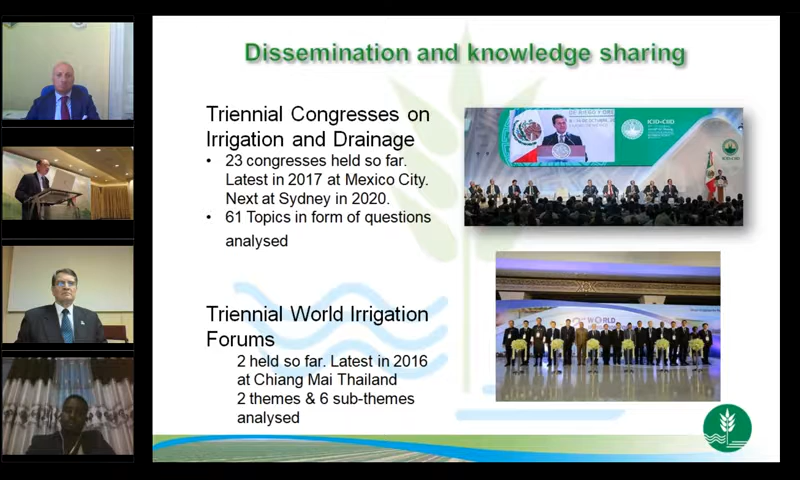 Dissemination and knowledge sharing
Triennial Congresses on
Irrigation and Drainage
• 23 congresses held so far.
Latest in 2017 at Mexico City.
Next at Sydney in 2020.
• 61 Topics in form of questions
analysed
ICID•CIID
WORLD
Triennial World Irrigation
Forums
2 held so far. Latest in 2016
at Chiang Mai Thailand
2 themes & 6 sub-themes
analysed